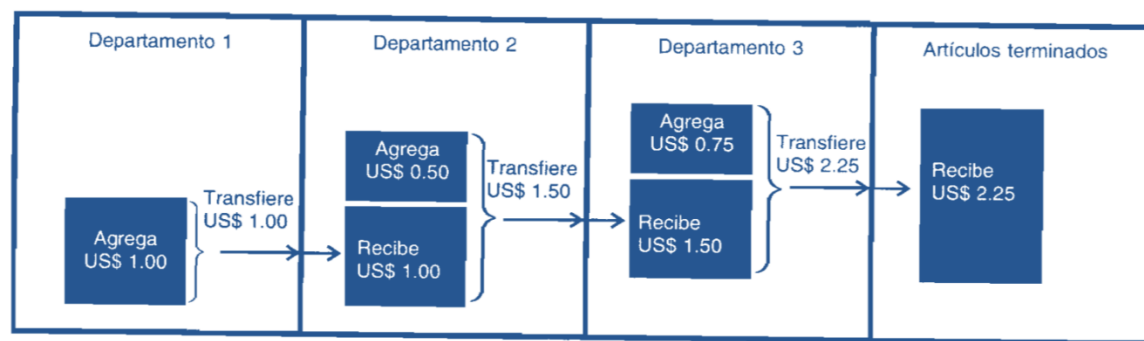 Departamento 1
Agrega
US$ 1.00
Transfiere
US$ 1.00
Departamento 2
Agrega
US$ 0.50
Recibe
US$ 1.00
Transfiere
US$ 1.50
Departamento 3
Agrega
US$ 0.75
Recibe
US$ 1.50
Transfiere
US$ 2.25
Artículos terminados
Recibe
US$ 2.25